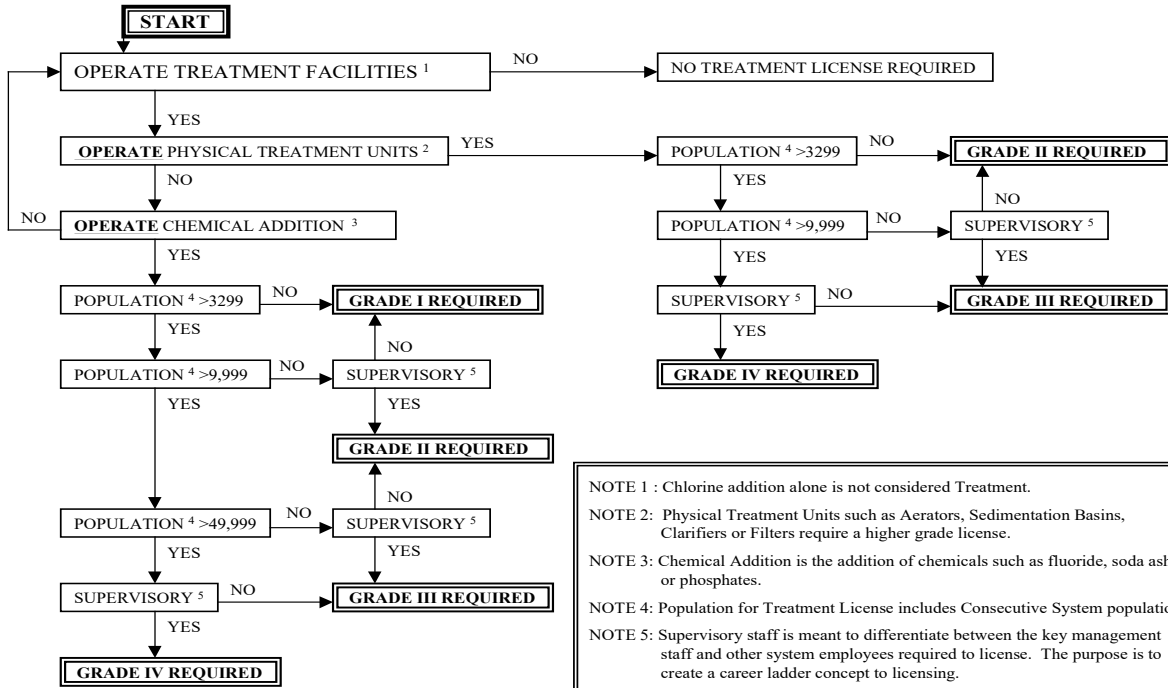 START
OPERATE TREATMENT FACILITIES 1
NO
NO TREATMENT LICENSE REQUIRED
YES
OPERATE PHYSICAL TREATMENT UNITS 2
YES
POPULATION 4 >3299
NO
GRADE II REQUIRED
NO
YES
NO
NO
OPERATE CHEMICAL ADDITION 3
POPULATION 4 >9,999
NO
SUPERVISORY 5
YES
YES
YES
POPULATION 4 >3299
NO
GRADE I REQUIRED
SUPERVISORY 5
NO
GRADE III REQUIRED
YES
NO
YES
POPULATION 4 >9,999
NO
SUPERVISORY 5
GRADE IV REQUIRED
YES
YES
GRADE II REQUIRED
NO
POPULATION 4 >49,999
NO
SUPERVISORY 5
YES
YES
SUPERVISORY 5
NO
GRADE III REQUIRED
YES
GRADE IV REQUIRED
NOTE 1 : Chlorine addition alone is not considered Treatment.
NOTE 2: Physical Treatment Units such as Aerators, Sedimentation Basins,
Clarifiers or Filters require a higher grade license.
NOTE 3: Chemical Addition is the addition of chemicals such as fluoride, soda ash
or phosphates.
NOTE 4: Population for Treatment License includes Consecutive System
NOTE 5: Supervisory staff is meant to differentiate between the key management
staff and other system employees required to license. The purpose is to
create a career ladder concept to licensing.